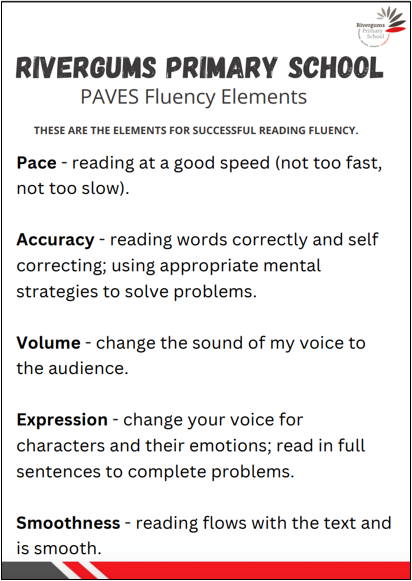 Rivergums
Primary
School
RIVERGUMS PRIMARY SCHOOL
PAVES Fluency Elements
THESE ARE THE ELEMENTS FOR SUCCESSFUL READING FLUENCY.
Pace - reading at a good speed (not too fast,
not too slow).
Accuracy - reading words correctly and self
correcting; using appropriate mental
strategies to solve problems.
Volume - change the sound of my voice to
the audience.
Expression - change your voice for
characters and their emotions; read in full
sentences to complete problems.
Smoothness - reading flows with the text and
is smooth.